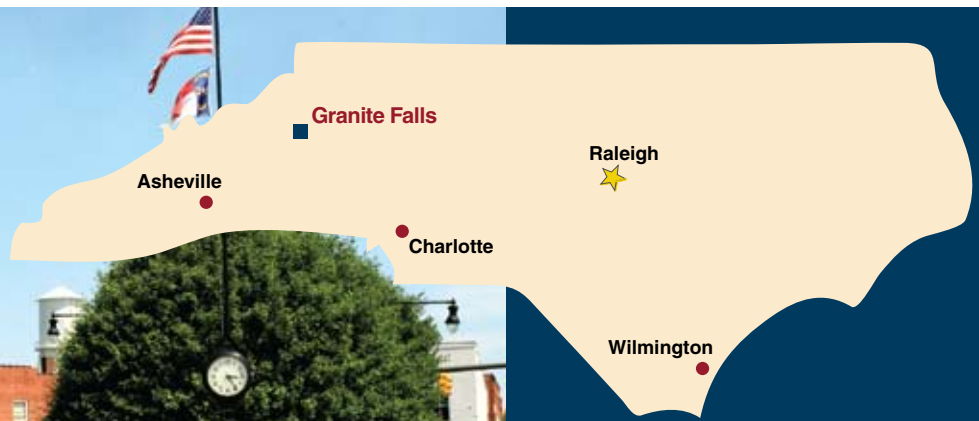 Granite Falls
Raleigh
Asheville
Charlotte
Wilmington